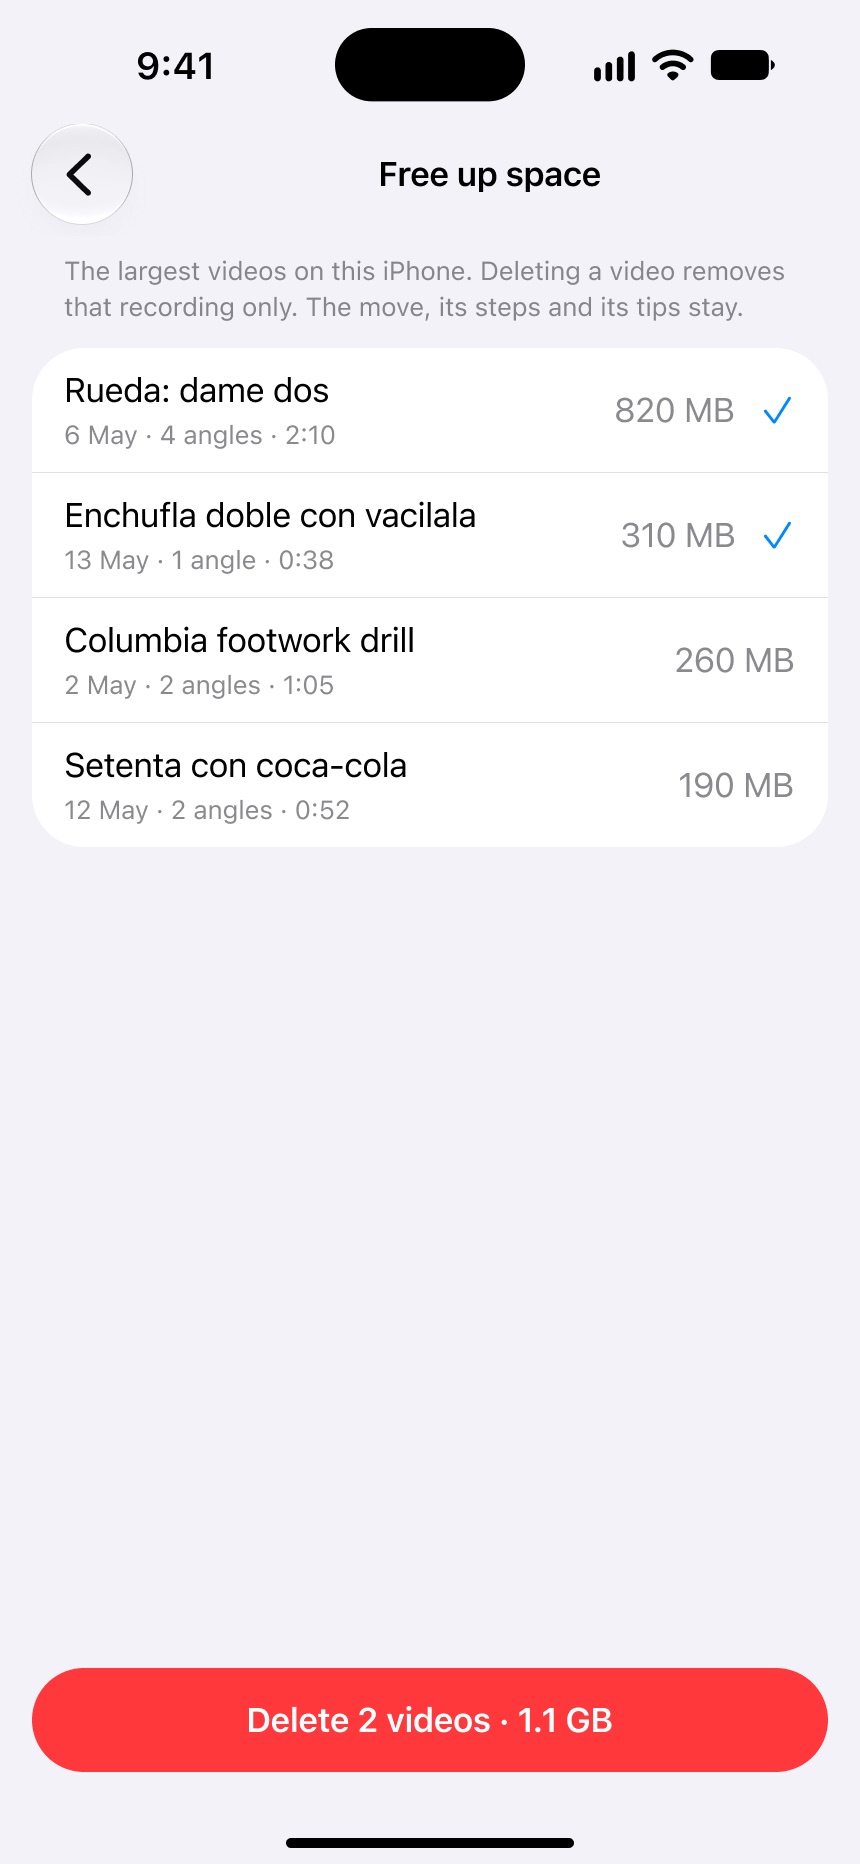 9:41
Free up space
The largest videos on this iPhone. Deleting a video removes
that recording only. The move, its steps and its tips stay.
Rueda: dame dos
6 May · 4 angles · 2:10
820 MB
Enchufla doble con vacilala
13 May · 1 angle · 0:38
310 MB
Columbia footwork drill
2 May · 2 angles · 1:05
260 MB
Setenta con coca-cola
12 May · 2 angles · 0:52
190 MB
Delete 2 videos · 1.1 GB